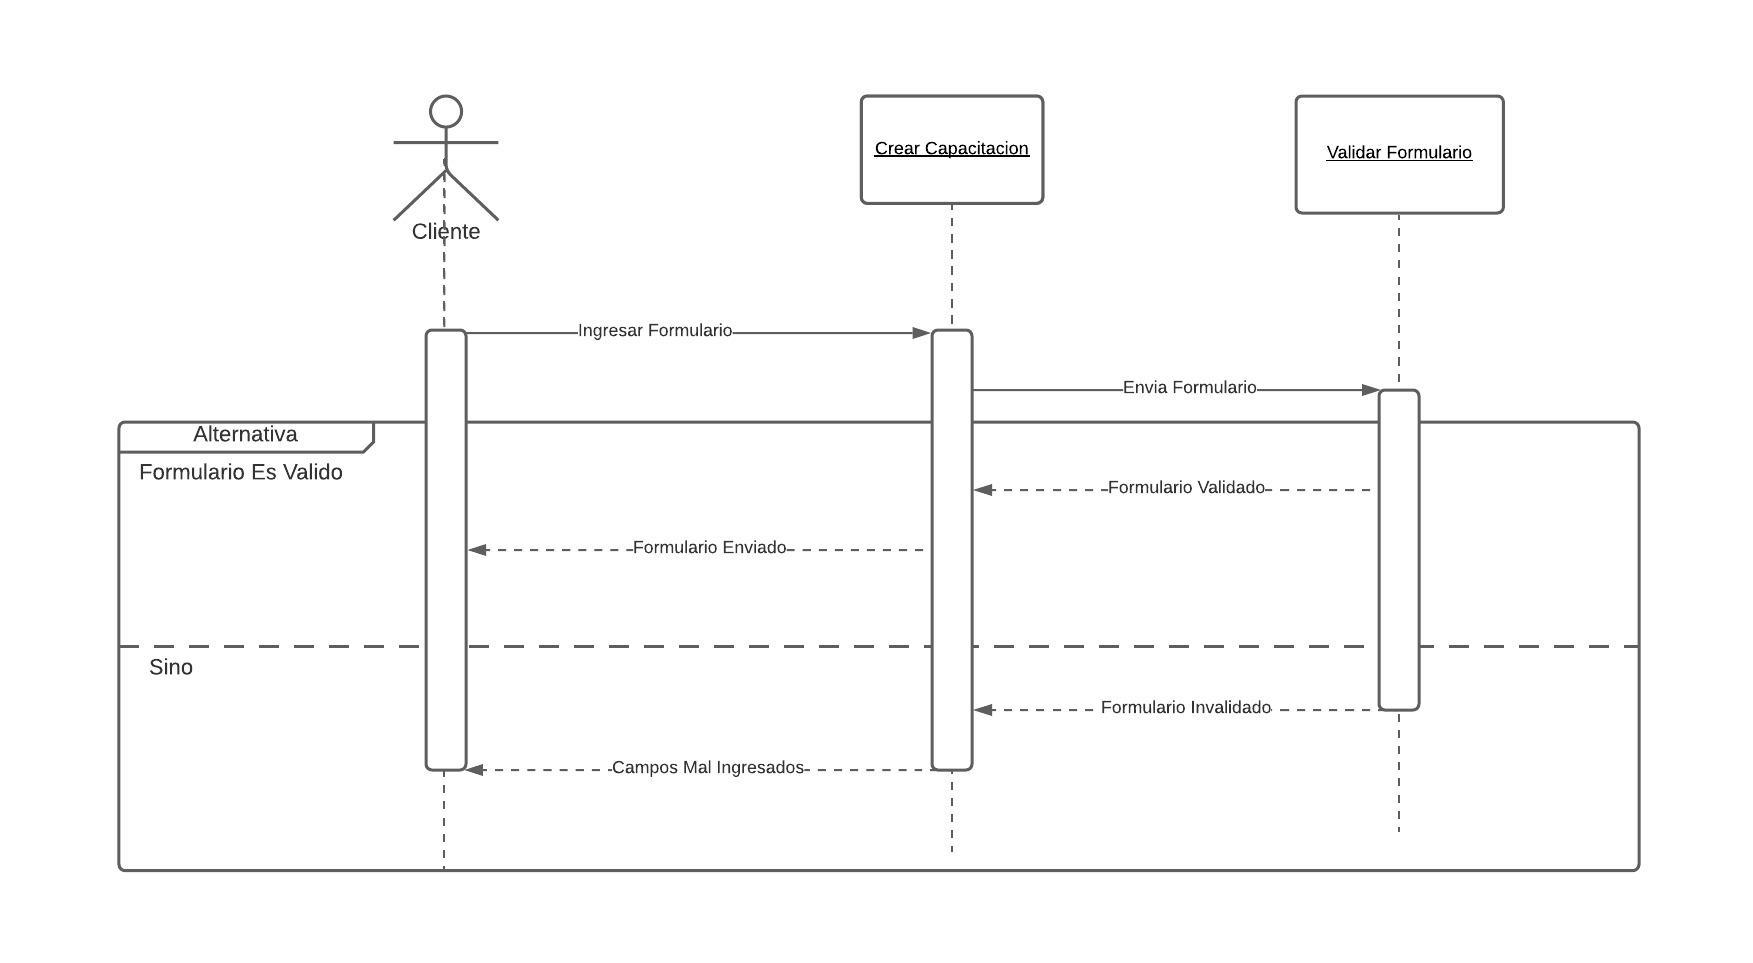 Crear Capacitacion
Validar Formulario
Cliente
Ingresar Formulario
Envia Formulario
Alternativa
Formulario Es Valido
Formulario Validado
Formulario Enviado
Sino
Formulario Invalidado
Campos Mal Ingresados